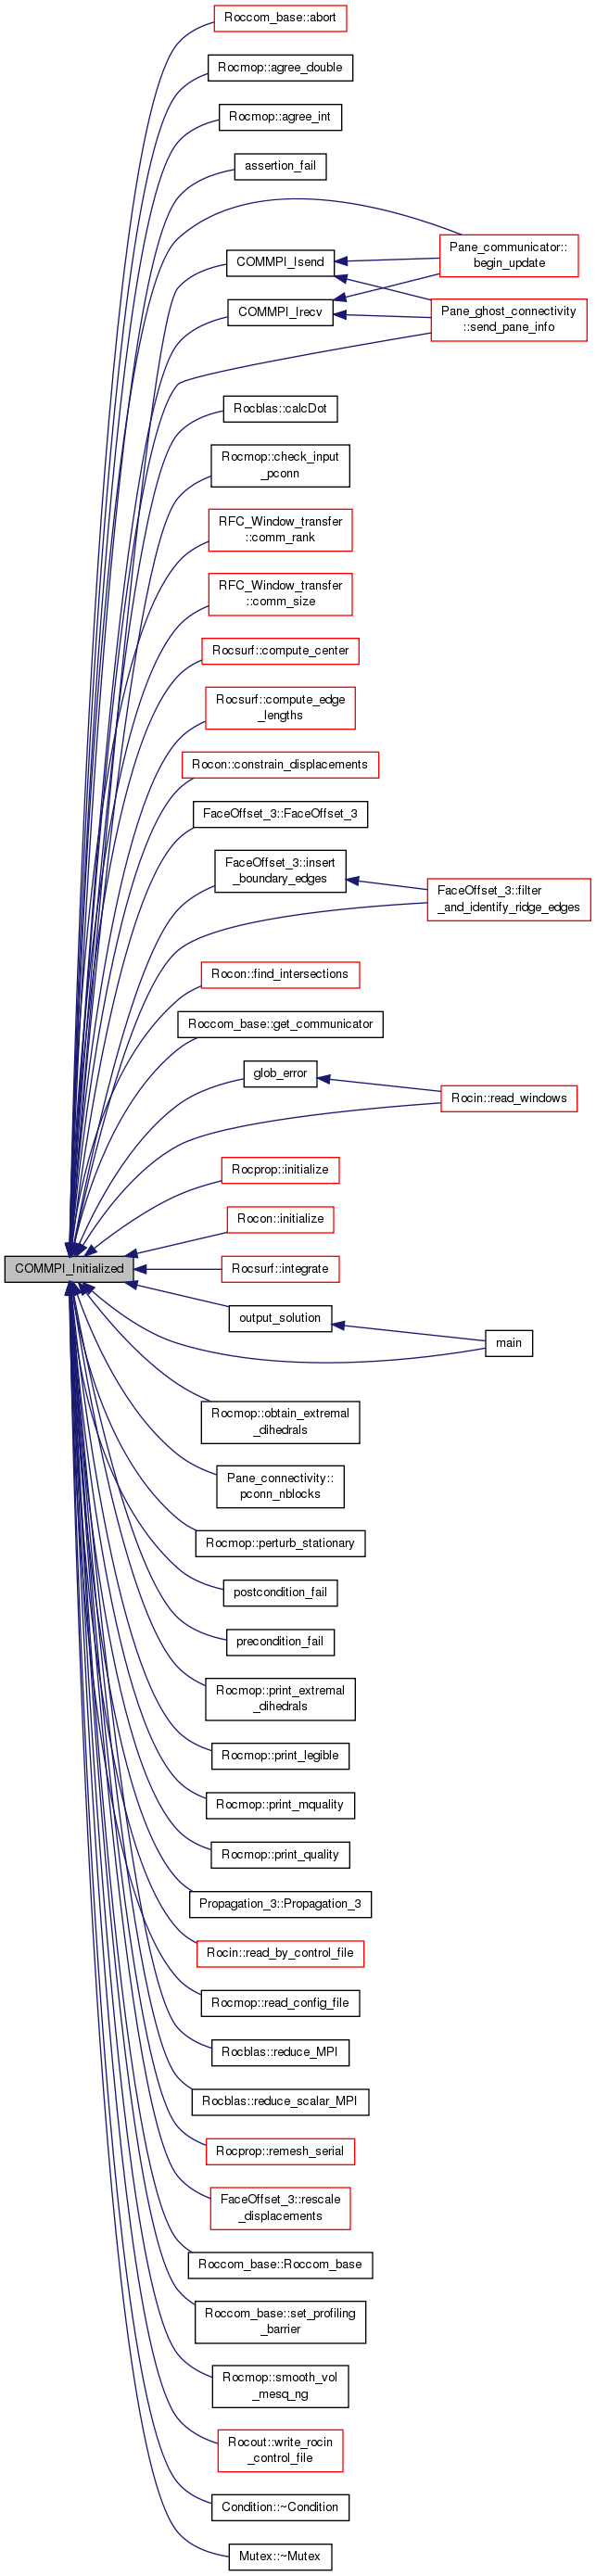 Roccom_base::abort
Rocmop::agree_double
Rocmop::agree_int
assertion_fail
Pane_communicator::
begin_update
COMMPI_Isend
COMMPI_Irecv
Pane_ghost_connectivity
::send_pane_info
Rocblas::calcDot
Rocmop::check_input
_pconn
RFC_Window_transfer
::comm_rank
RFC_Window_transfer
::comm_size
Rocsurf::compute_center
Rocsurf::compute_edge
_lengths
Rocon::constrain_displacements
FaceOffset_3::FaceOffset_3
FaceOffset_3::insert
_boundary_edges
FaceOffset_3::filter
_and_identify_ridge_edges
Rocon::find_intersections
Roccom_base::get_communicator
glob_error
Rocin::read_windows
Rocprop::initialize
Rocon::initialize
COMMPI_Initialized
Rocsurf::integrate
output_solution
main
Rocmop::obtain_extremal
_dihedrals
Pane_connectivity::
pconn_nblocks
Rocmop::perturb_stationary
postcondition_fail
precondition_fail
Rocmop::print_extremal
_dihedrals
Rocmop::print_legible
Rocmop::print_mquality
Rocmop::print_quality
Propagation_3::Propagation_3
Rocin::read_by_control_file
Rocmop::read_config_file
Rocblas::reduce_MPI
Rocblas::reduce_scalar_MPI
Rocprop::remesh_serial
FaceOffset_3::rescale
_displacements
Roccom_base::Roccom_base
Roccom_base::set_profiling
_barrier
Rocmop::smooth_vol
_mesq_ng
Rocout::write_rocin
_control_file
Condition::~Condition
Mutex::~Mutex